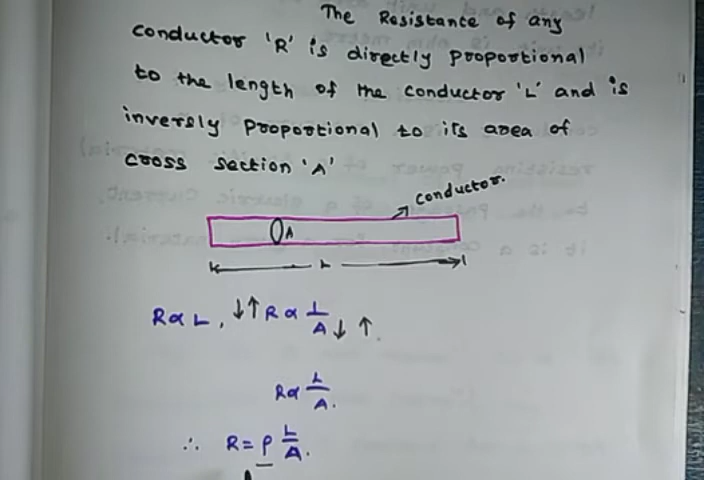 The Resistance of any
conductor 'R' is directly proportional
to the length of the conductor 'L' and is
inversly proportional to its area of
cross section 'A'
conductor.
A
L
R ∝ L, ↓↑ R ∝ L/A ↓ ↑.
R ∝ L/A.
∴ R = ρ L/A.